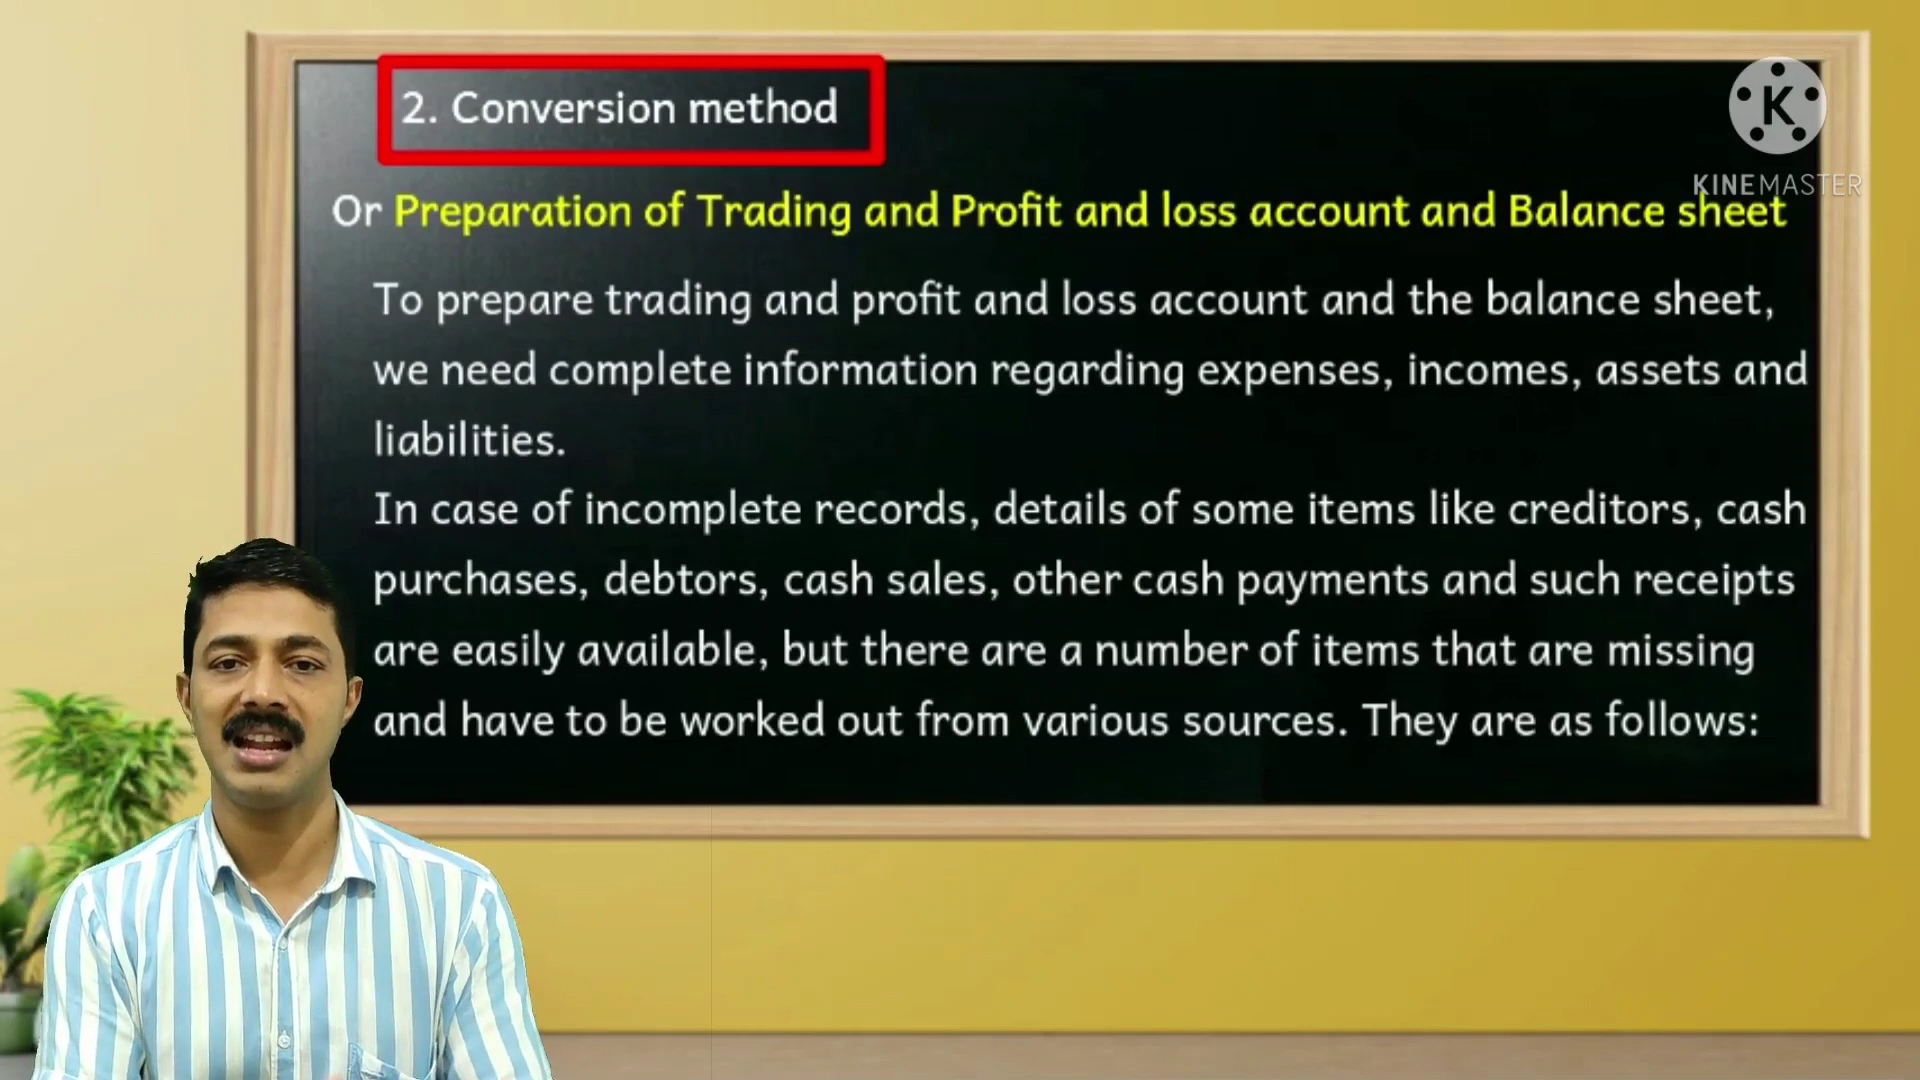 2. Conversion method
K
KINEMASTER
Or Preparation of Trading and Profit and loss account and Balance sheet
To prepare trading and profit and loss account and the balance sheet,
we need complete information regarding expenses, incomes, assets and
liabilities.
In case of incomplete records, details of some items like creditors, cash
purchases, debtors, cash sales, other cash payments and such receipts
are easily available, but there are a number of items that are missing
and have to be worked out from various sources. They are as follows: